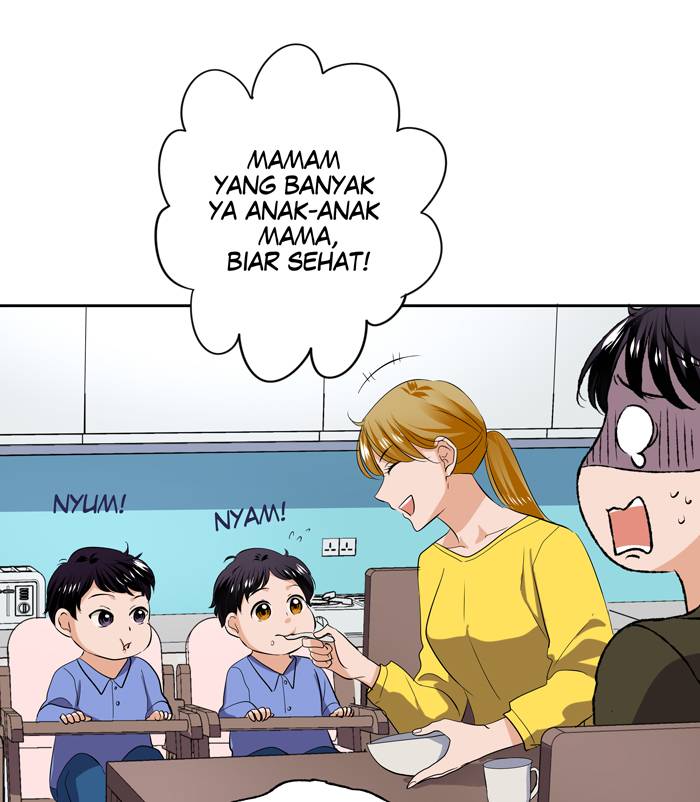 MAMAM
YANG BANYAK
YA ANAK-ANAK
MAMA,
BIAR SEHAT!
NYUM!
NYAM!